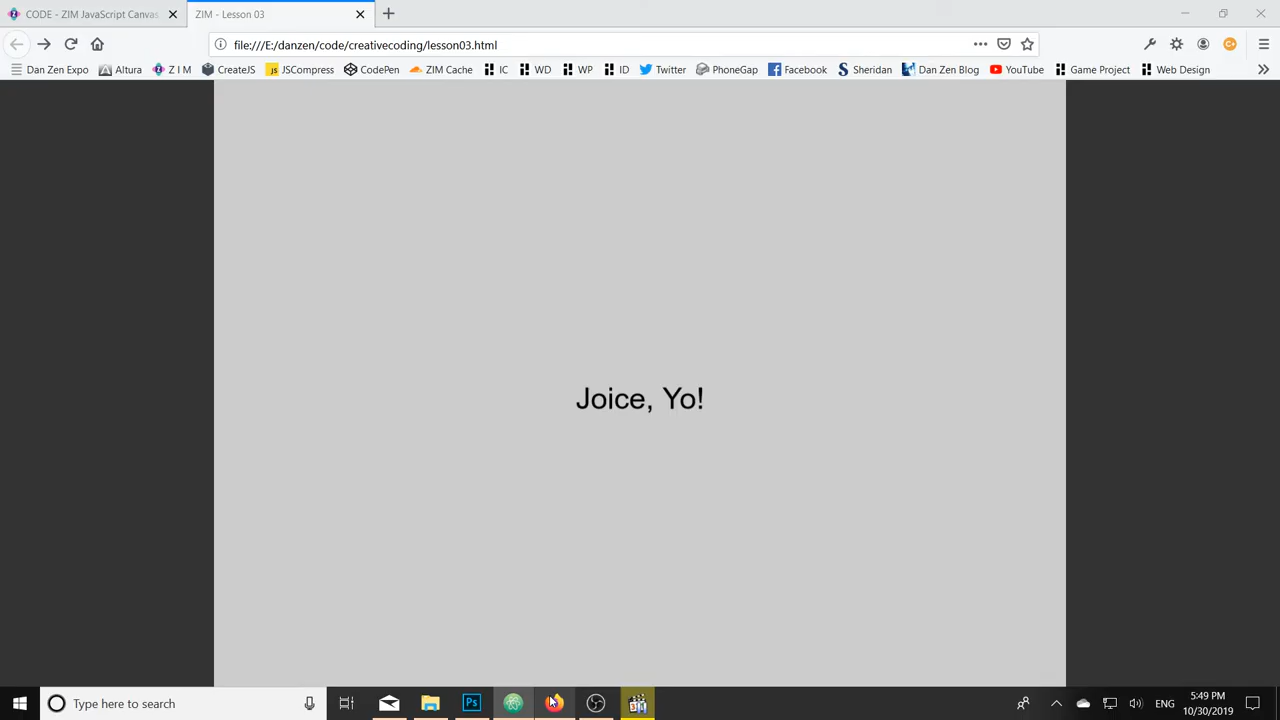 CODE - ZIM JavaScript Canvas
ZIM - Lesson 03
file:///E:/danzen/code/creativecoding/lesson03.html
Dan Zen Expo Altura Z I M CreateJS JSCompress CodePen ZIM Cache IC WD WP ID Twitter PhoneGap Facebook Sheridan Dan Zen Blog YouTube Game Project Web Design
Joice, Yo!
Type here to search
Ps
ENG
5:49 PM
10/30/2019